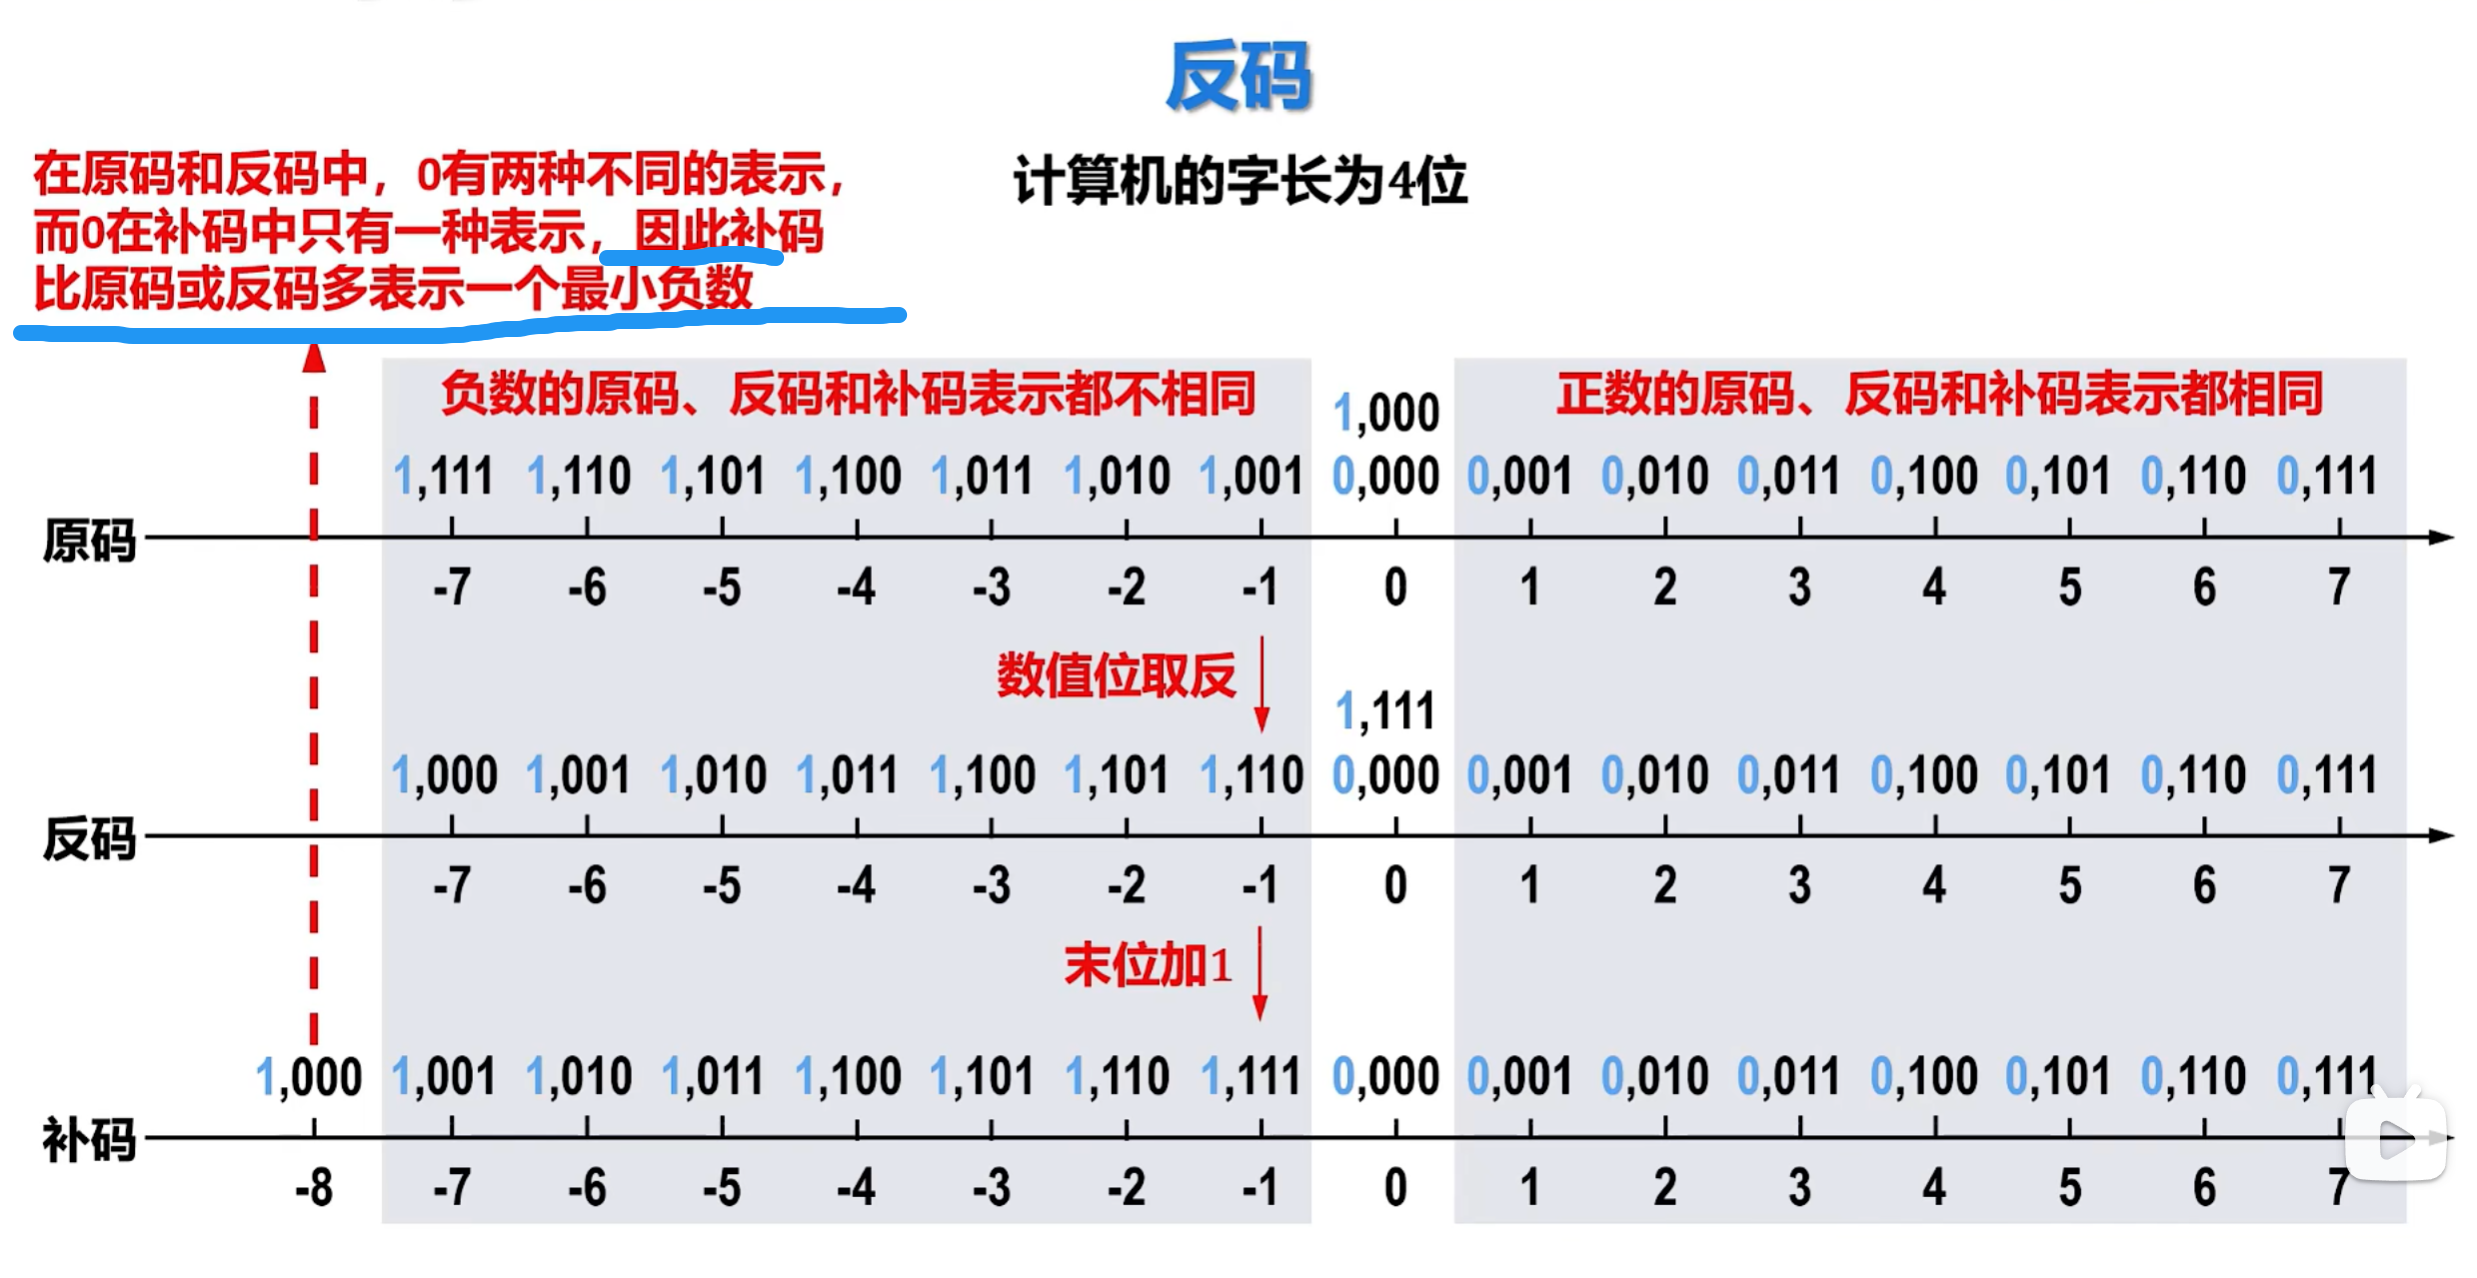 反码
计算机的字长为4位
在原码和反码中，0有两种不同的表示，
而0在补码中只有一种表示，因此补码
比原码或反码多表示一个最小负数
负数的原码、反码和补码表示都不相同
正数的原码、反码和补码表示都相同
1,000
1,111 1,110 1,101 1,100 1,011 1,010 1,001 0,000 0,001 0,010 0,011 0,100 0,101 0,110 0,111
原码
-7 -6 -5 -4 -3 -2 -1 0 1 2 3 4 5 6 7
数值位取反
1,111
1,000 1,001 1,010 1,011 1,100 1,101 1,110 0,000 0,001 0,010 0,011 0,100 0,101 0,110 0,111
反码
-7 -6 -5 -4 -3 -2 -1 0 1 2 3 4 5 6 7
末位加1
1,000 1,001 1,010 1,011 1,100 1,101 1,110 1,111 0,000 0,001 0,010 0,011 0,100 0,101 0,110 0,111
补码
-8 -7 -6 -5 -4 -3 -2 -1 0 1 2 3 4 5 6 7